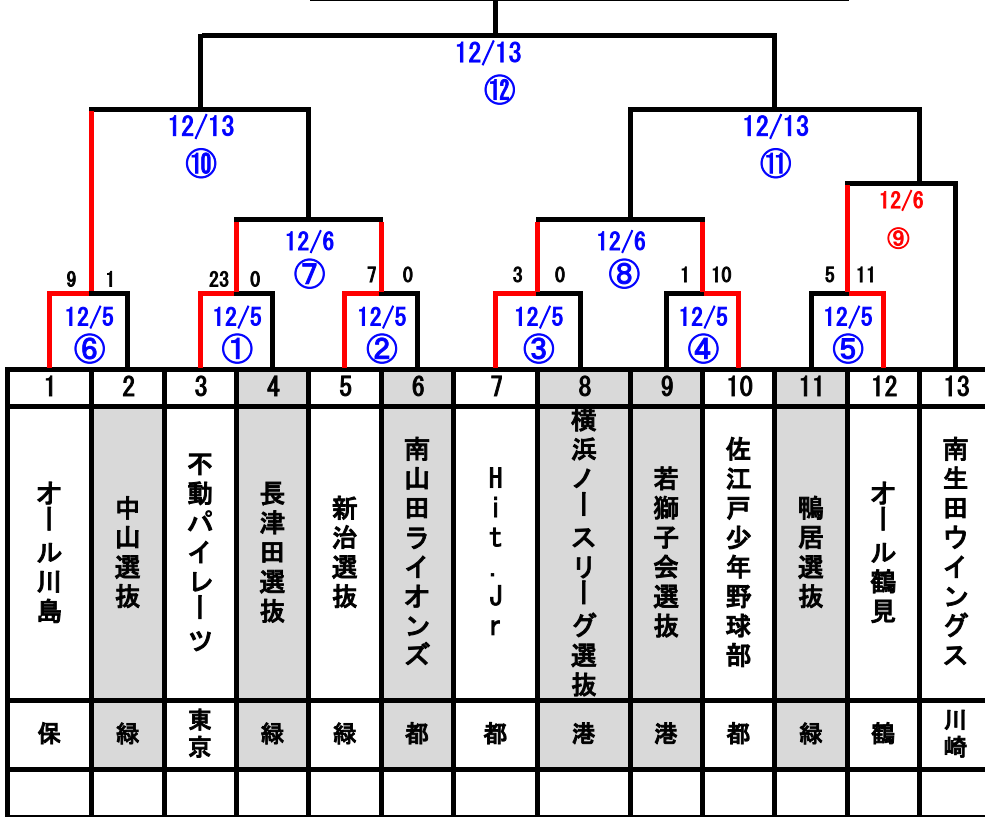 12/13
⑫
12/13
12/13
⑩
⑪
12/6
⑨
12/6
⑦
12/6
⑧
9 1
23 0
7 0
3 0
1 10
5 11
12/5 12/5 12/5 12/5 12/5 12/5
⑥ ① ② ③ ④ ⑤
1 2 3 4 5 6 7 8 9 10 11 12 13
オール川島
中山選抜
不動パイレーツ
長津田選抜
新治選抜
南山田ライオンズ
Hit.Jr
横浜ノースリーグ選抜
若獅子会選抜
佐江戸少年野球部
鴨居選抜
オール鶴見
南生田ウイングス
保 緑 東京 緑 緑 都 都 港 港 都 緑 鶴 川崎